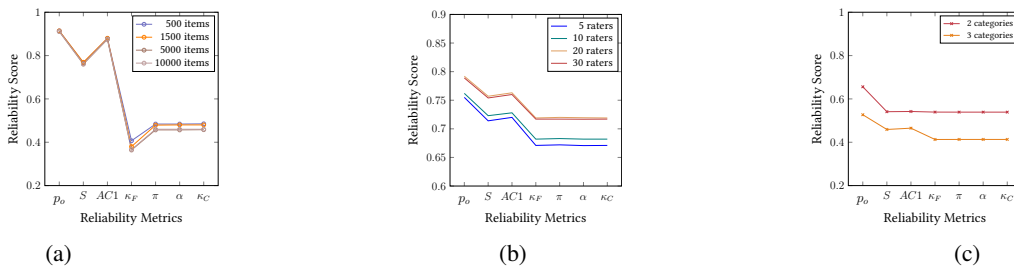 1
0.8
0.6
0.4
0.2
Reliability Score
500 items
1500 items
5000 items
10000 items
p_o S AC1 κ_F π α κ_C
Reliability Metrics
(a)
0.9
0.85
0.8
0.75
0.7
0.65
0.6
Reliability Score
5 raters
10 raters
20 raters
30 raters
p_o S AC1 κ_F π α κ_C
Reliability Metrics
(b)
1
0.8
0.6
0.4
0.2
Reliability Score
2 categories
3 categories
p_o S AC1 κ_F π α κ_C
Reliability Metrics
(c)